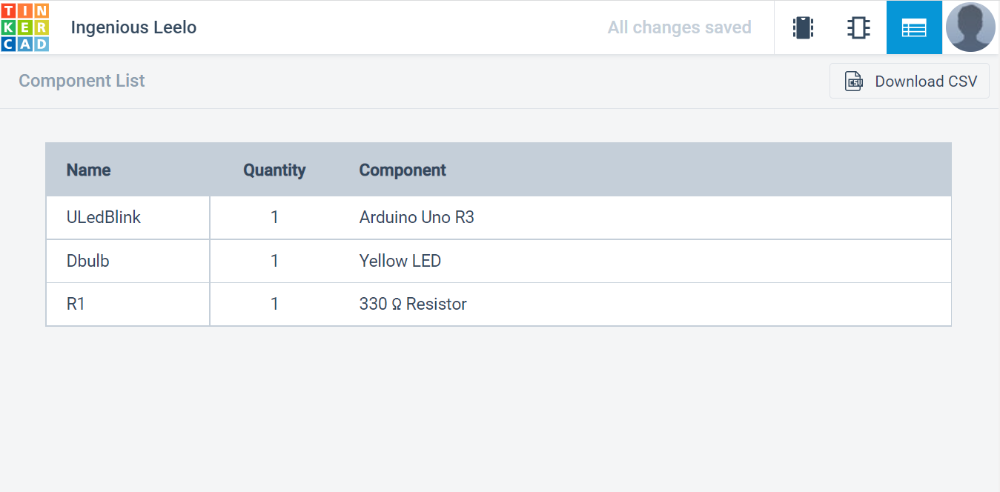 TIN
KER
CAD
Ingenious Leelo
All changes saved
Component List
CSV
Download CSV
Name Quantity Component
ULedBlink 1 Arduino Uno R3
Dbulb 1 Yellow LED
R1 1 330 Ω Resistor